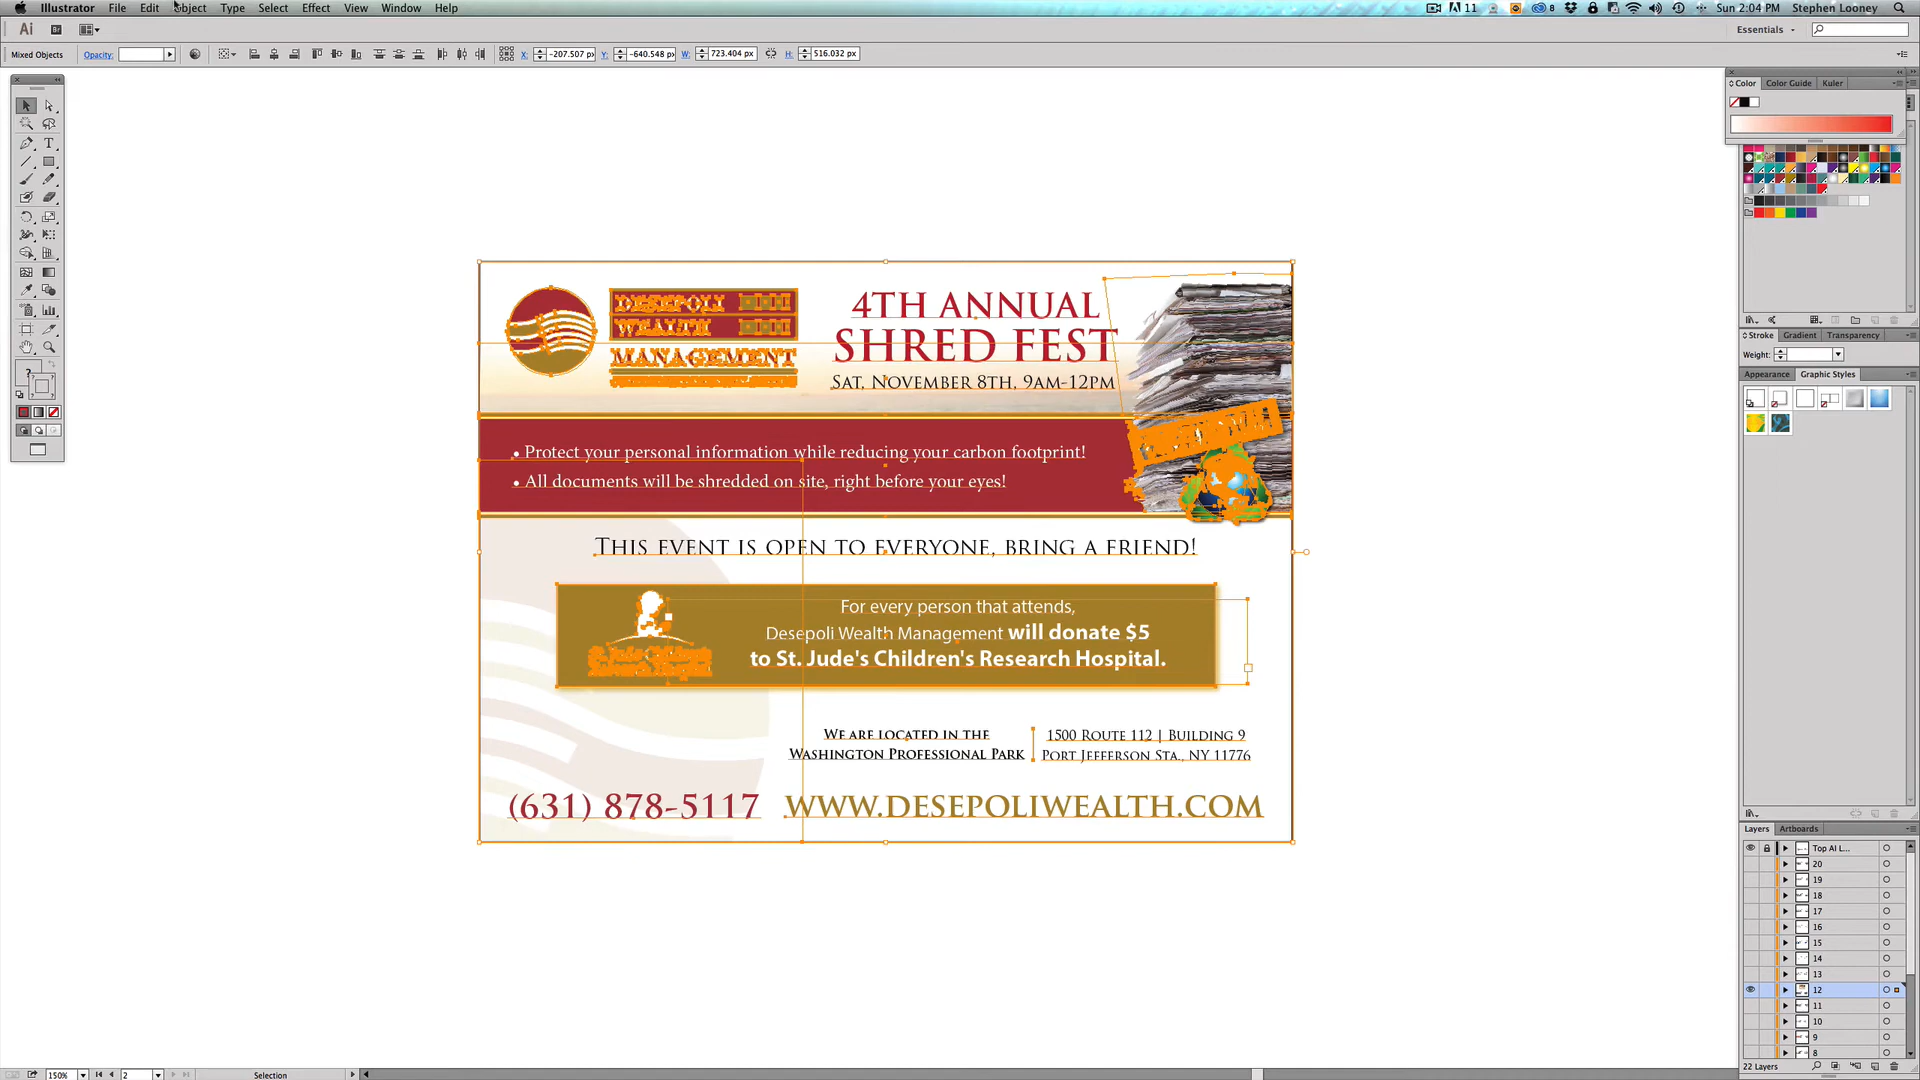 Illustrator File Edit Object Type Select Effect View Window Help
11 8 Sun 2:04 PM Stephen Looney
Ai Br Essentials
Mixed Objects Opacity: X: -207.507 px Y: -640.548 px W: 723.404 px H: 516.032 px
Color Color Guide Kuler
DESEPOLI
WEALTH
MANAGEMENT
4TH ANNUAL
SHRED FEST
SAT, NOVEMBER 8TH, 9AM-12PM
• Protect your personal information while reducing your carbon footprint!
• All documents will be shredded on site, right before your eyes!
THIS EVENT IS OPEN TO EVERYONE, BRING A FRIEND!
For every person that attends,
Desepoli Wealth Management will donate $5
to St. Jude's Children's Research Hospital.
WE ARE LOCATED IN THE
WASHINGTON PROFESSIONAL PARK
1500 ROUTE 112 | BUILDING 9
PORT JEFFERSON STA., NY 11776
(631) 878-5117 WWW.DESEPOLIWEALTH.COM
Stroke Gradient Transparency
Weight:
Appearance Graphic Styles
Layers Artboards
Top AI L...
20
19
18
17
16
15
14
13
12
11
10
9
8
22 Layers
150% 2 Selection